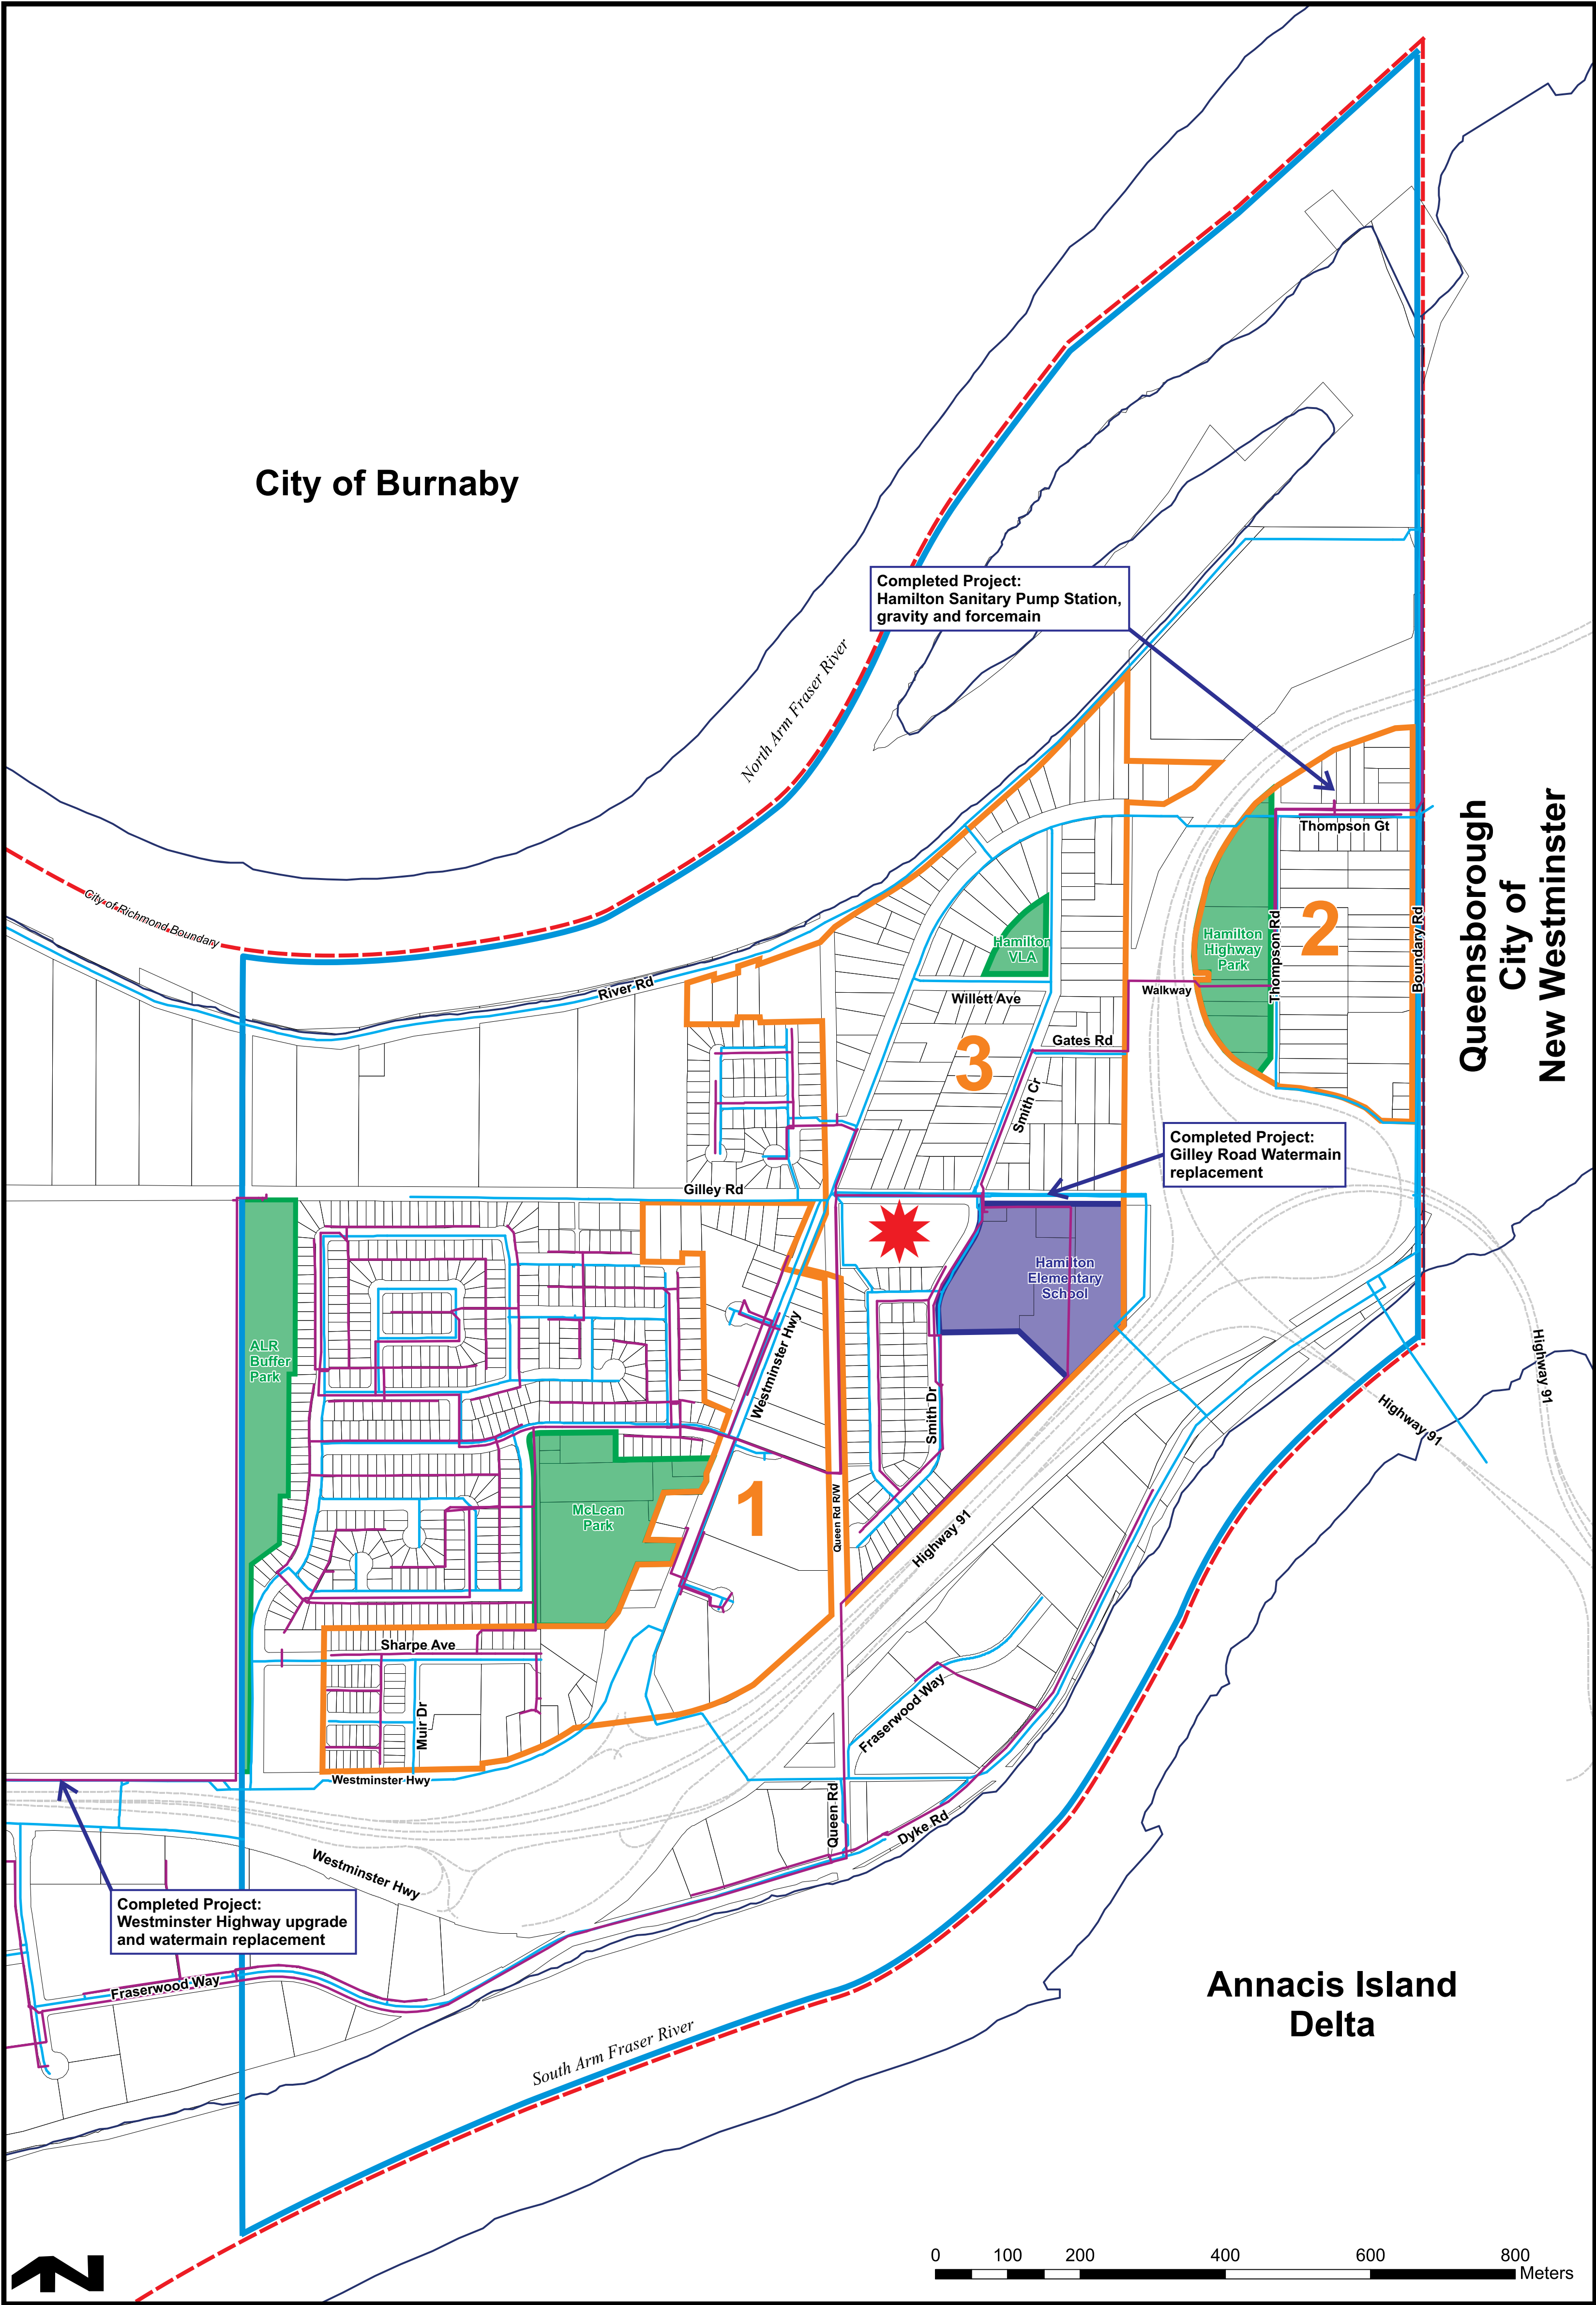 City of Burnaby
Completed Project:
Hamilton Sanitary Pump Station,
gravity and forcemain
North Arm Fraser River
City of Richmond Boundary
Thompson Gt
Queensborough
City of
New Westminster
2
Boundary Rd
Thompson Rd
Hamilton
Highway
Park
Hamilton
VLA
River Rd
Walkway
Willett Ave
3
Gates Rd
Smith Cr
Completed Project:
Gilley Road Watermain
replacement
Gilley Rd
Hamilton
Elementary
School
ALR
Buffer
Park
Westminster Hwy
Smith Dr
Highway 91
Highway 91
McLean
Park
1
Queen Rd R/W
Highway 91
Sharpe Ave
Muir Dr
Fraserwood Way
Westminster Hwy
Queen Rd
Dyke Rd
Westminster Hwy
Completed Project:
Westminster Highway upgrade
and watermain replacement
Fraserwood Way
Annacis Island
Delta
South Arm Fraser River
0 100 200 400 600 800
Meters
N